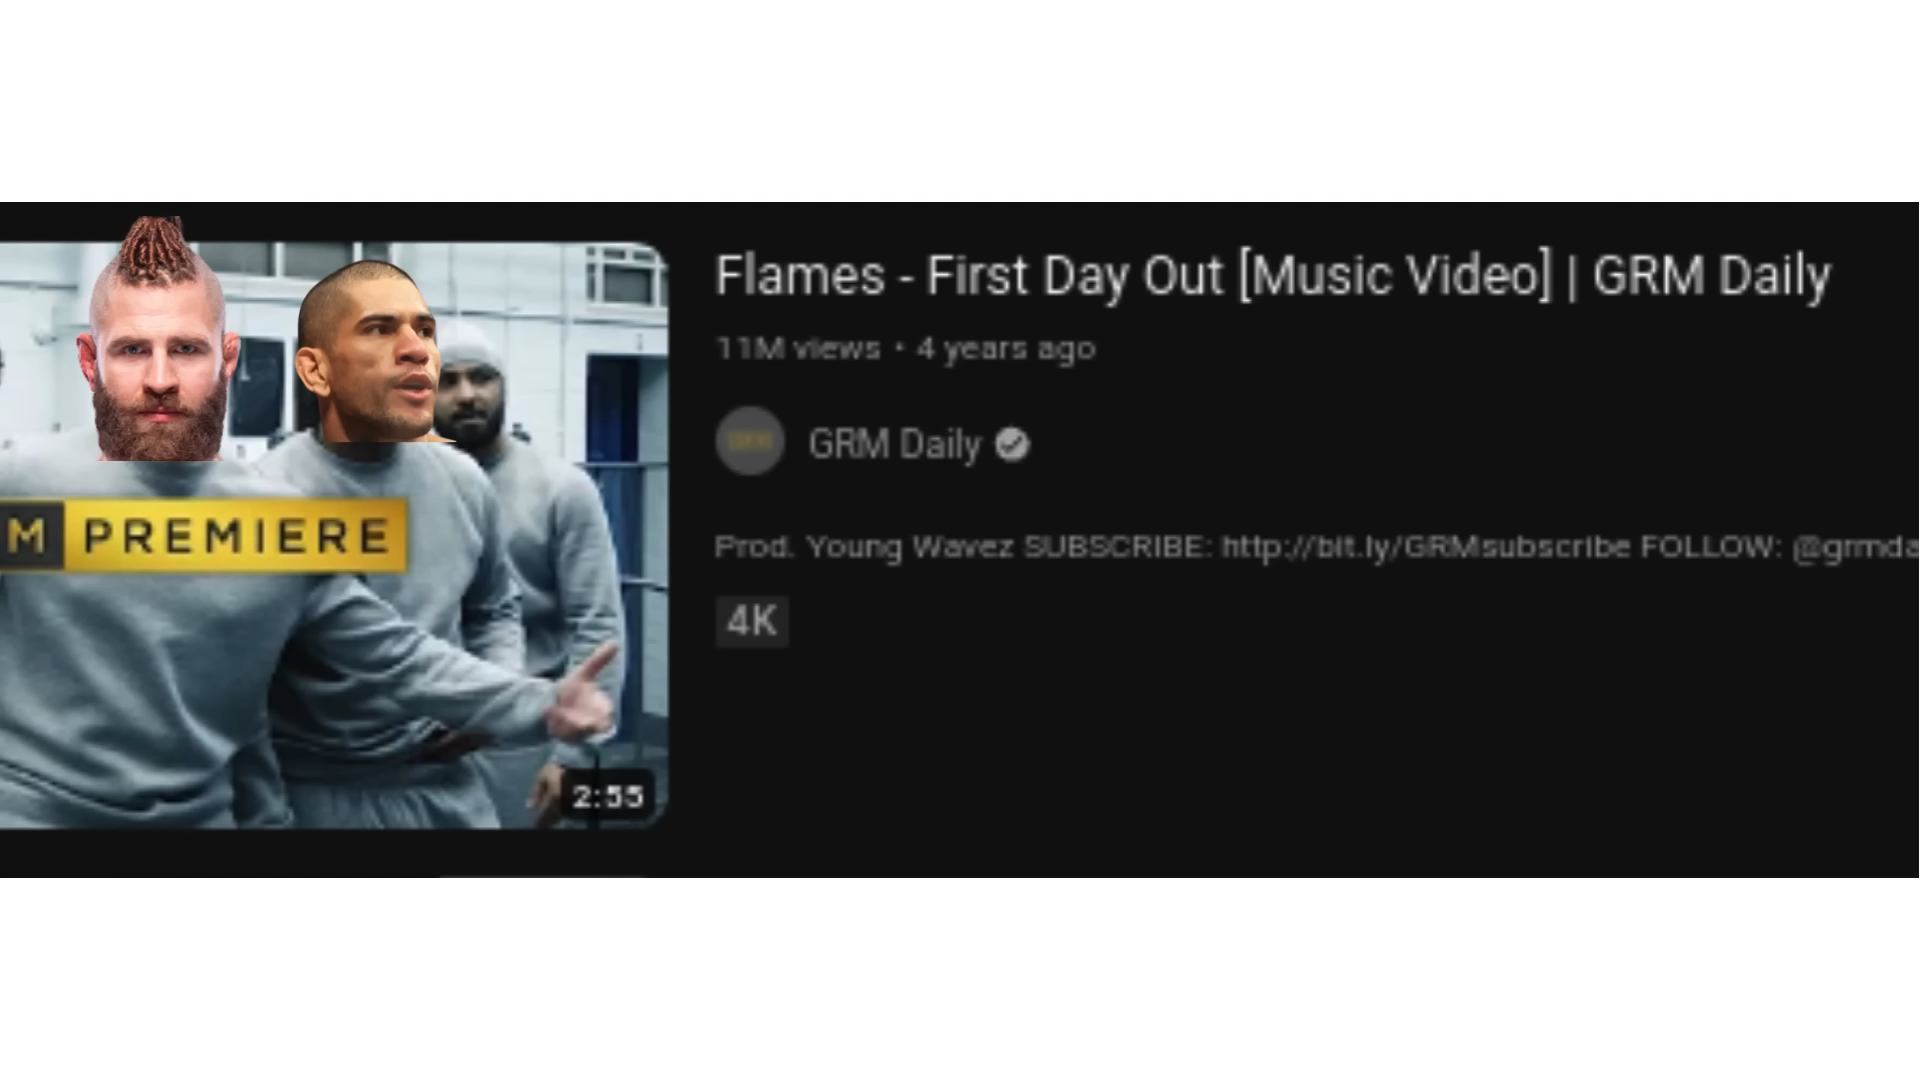 Flames - First Day Out [Music Video] | GRM Daily
11M views • 4 years ago
GRM Daily
Prod. Young Wavez SUBSCRIBE: http://bit.ly/GRMsubscribe FOLLOW: @grmda
4K
M PREMIERE
2:55